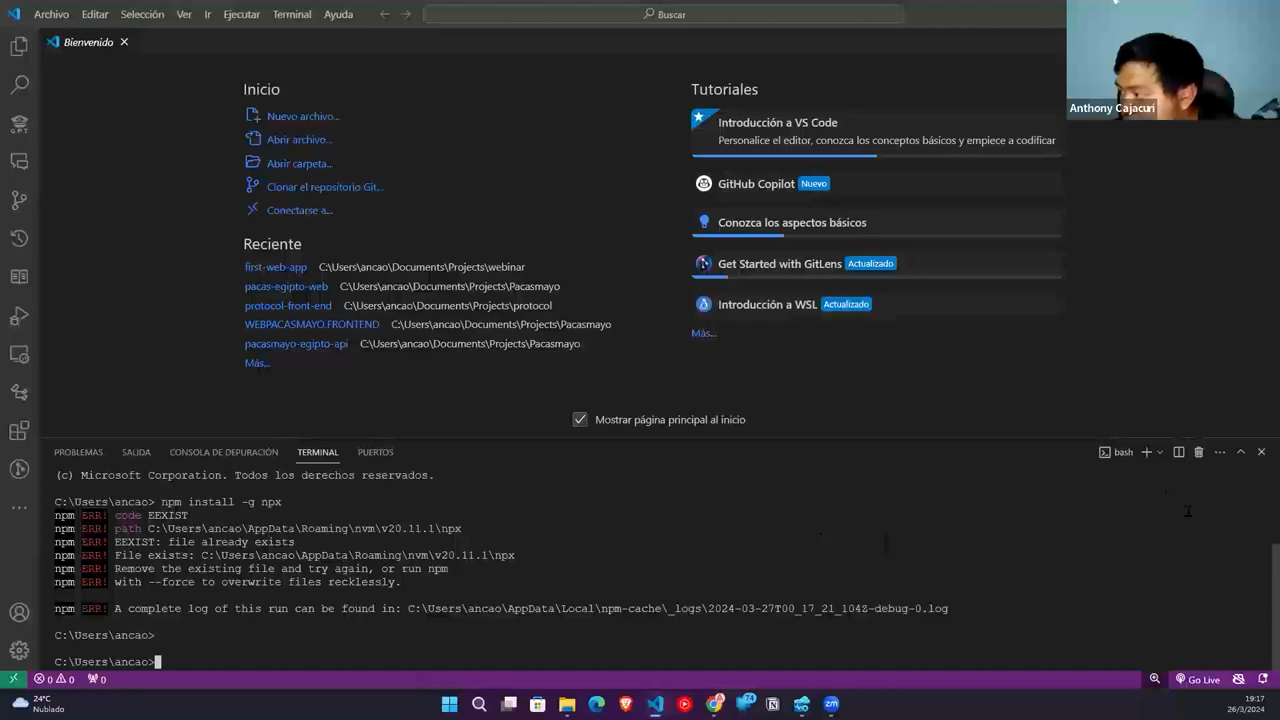 Archivo Editar Selección Ver Ir Ejecutar Terminal Ayuda
Buscar
Bienvenido
Anthony Cajacuri
Inicio
Nuevo archivo...
Abrir archivo...
Abrir carpeta...
Clonar el repositorio Git...
Conectarse a...
Reciente
first-web-app C:\Users\ancao\Documents\Projects\webinar
pacas-egipto-web C:\Users\ancao\Documents\Projects\Pacasmayo
protocol-front-end C:\Users\ancao\Documents\Projects\protocol
WEBPACASMAYO.FRONTEND C:\Users\ancao\Documents\Projects\Pacasmayo
pacasmayo-egipto-api C:\Users\ancao\Documents\Projects\Pacasmayo
Más...
Tutoriales
Introducción a VS Code
Personalice el editor, conozca los conceptos básicos y empiece a codificar
GitHub Copilot Nuevo
Conozca los aspectos básicos
Get Started with GitLens Actualizado
Introducción a WSL Actualizado
Más...
Mostrar página principal al inicio
PROBLEMAS SALIDA CONSOLA DE DEPURACIÓN TERMINAL PUERTOS
bash
(c) Microsoft Corporation. Todos los derechos reservados.
C:\Users\ancao> npm install -g npx
npm ERR! code EEXIST
npm ERR! path C:\Users\ancao\AppData\Roaming\nvm\v20.11.1\npx
npm ERR! EEXIST: file already exists
npm ERR! File exists: C:\Users\ancao\AppData\Roaming\nvm\v20.11.1\npx
npm ERR! Remove the existing file and try again, or run npm
npm ERR! with --force to overwrite files recklessly.
npm ERR! A complete log of this run can be found in: C:\Users\ancao\AppData\Local\npm-cache\_logs\2024-03-27T00_17_21_104Z-debug-0.log
C:\Users\ancao>
C:\Users\ancao>
0 0 0
Go Live
24°C
Nublado
74
zm
19:17
26/3/2024